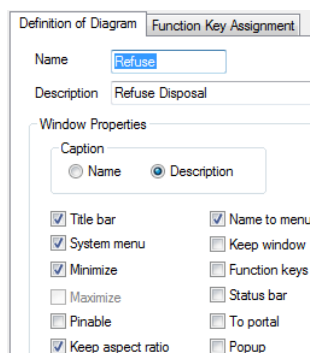 Definition of Diagram Function Key Assignment
Name Refuse
Description Refuse Disposal
Window Properties
Caption
Name Description
Title bar Name to menu
System menu Keep window
Minimize Function keys
Maximize Status bar
Pinable To portal
Keep aspect ratio Popup